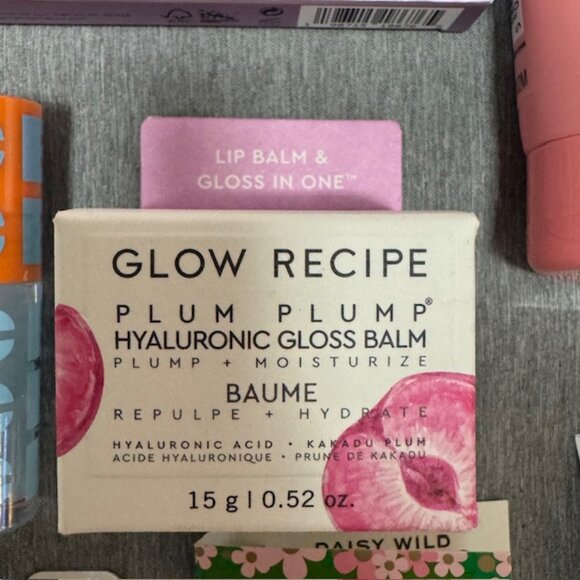 LIP BALM &
GLOSS IN ONE™
GLOW RECIPE
PLUM PLUMP®
HYALURONIC GLOSS BALM
PLUMP + MOISTURIZE
BAUME
REPULPE + HYDRATE
HYALURONIC ACID • KAKADU PLUM
ACIDE HYALURONIQUE • PRUNE DE KAKADU
15 g | 0.52 oz.
DAISY WILD